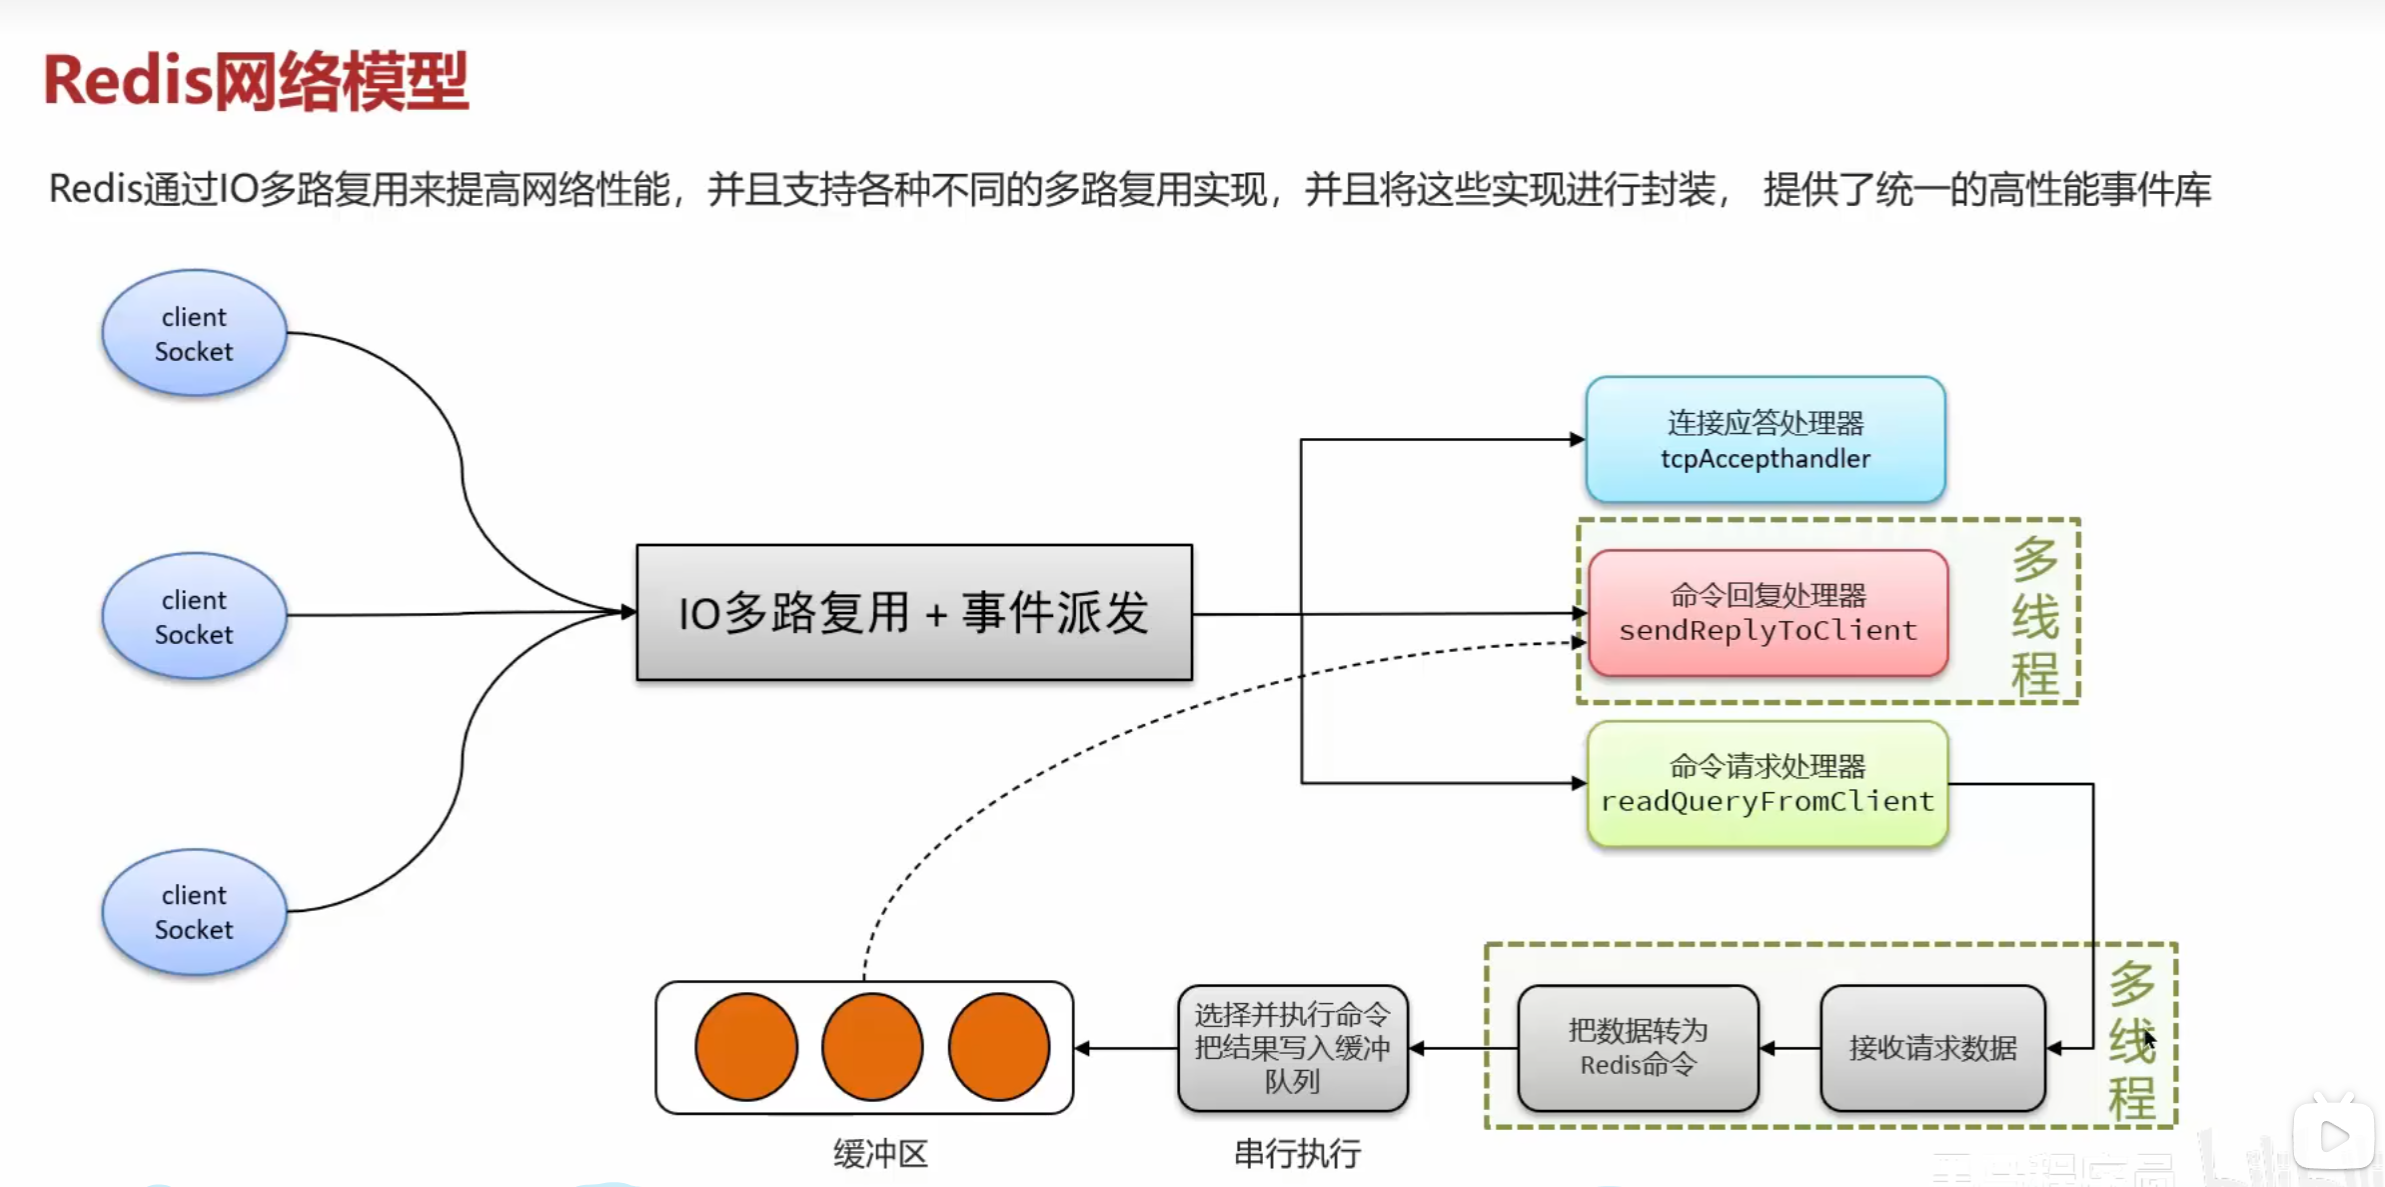 Redis网络模型
Redis通过IO多路复用来提高网络性能，并且支持各种不同的多路复用实现，并且将这些实现进行封装， 提供了统一的高性能事件库
client
Socket
client
Socket
client
Socket
IO多路复用 + 事件派发
连接应答处理器
tcpAccepthandler
命令回复处理器
sendReplyToClient
多线程
命令请求处理器
readQueryFromClient
接收请求数据
把数据转为
Redis命令
多线程
选择并执行命令
把结果写入缓冲
队列
串行执行
缓冲区